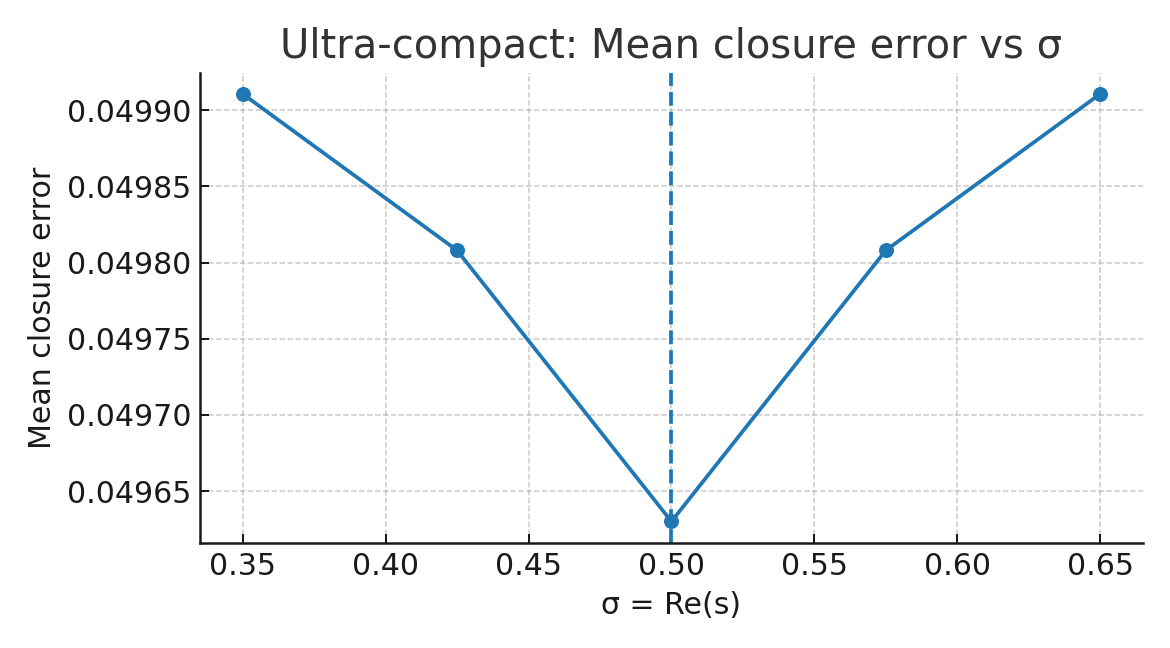 Ultra-compact: Mean closure error vs σ
Mean closure error
0.04990
0.04985
0.04980
0.04975
0.04970
0.04965
0.35 0.40 0.45 0.50 0.55 0.60 0.65
σ = Re(s)